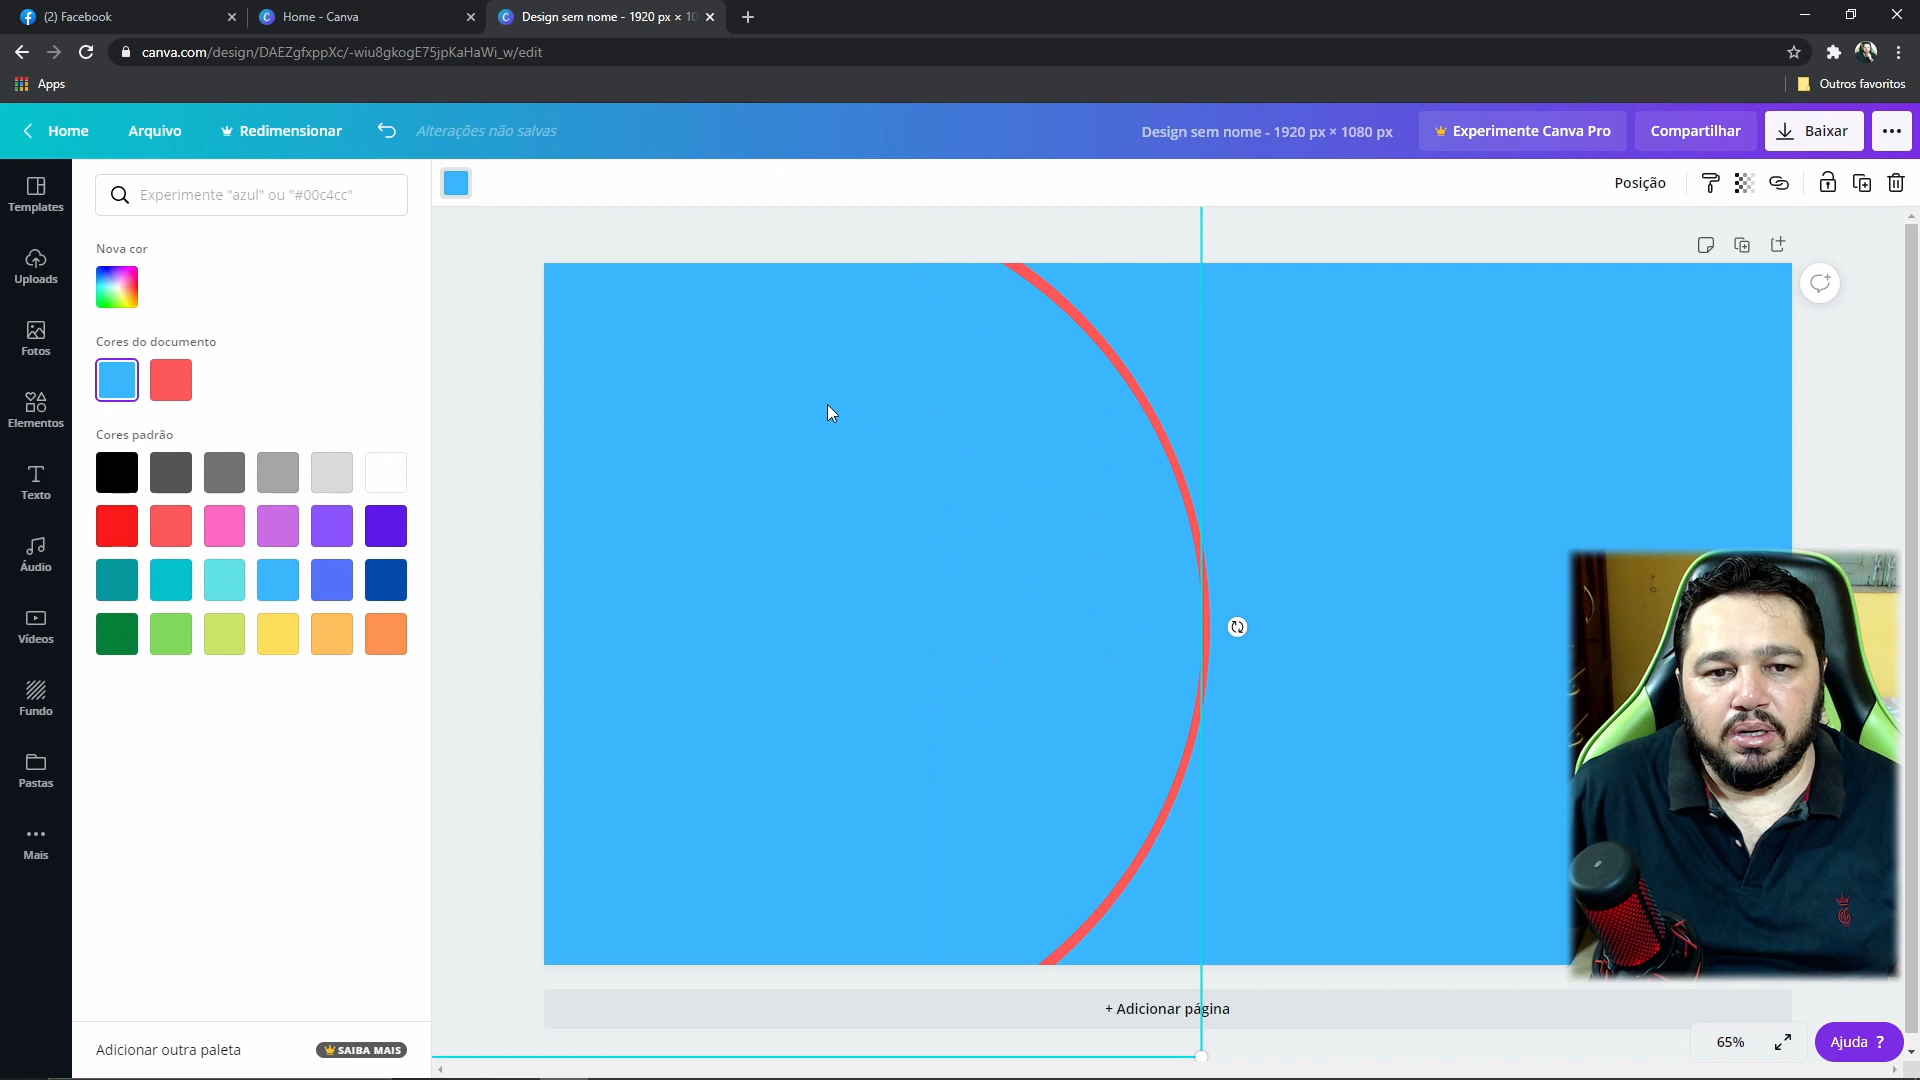 (2) Facebook
Home - Canva
Design sem nome - 1920 px × 10
canva.com/design/DAEZgfxppXc/-wiu8gkogE75jpKaHaWi_w/edit
Apps
Outros favoritos
Home
Arquivo
Redimensionar
Alterações não salvas
Design sem nome - 1920 px × 1080 px
Experimente Canva Pro
Compartilhar
Baixar
Templates
Uploads
Fotos
Elementos
Texto
Áudio
Vídeos
Fundo
Pastas
Mais
Experimente "azul" ou "#00c4cc"
Nova cor
Cores do documento
Cores padrão
Adicionar outra paleta
SAIBA MAIS
Posição
+ Adicionar página
65%
Ajuda ?